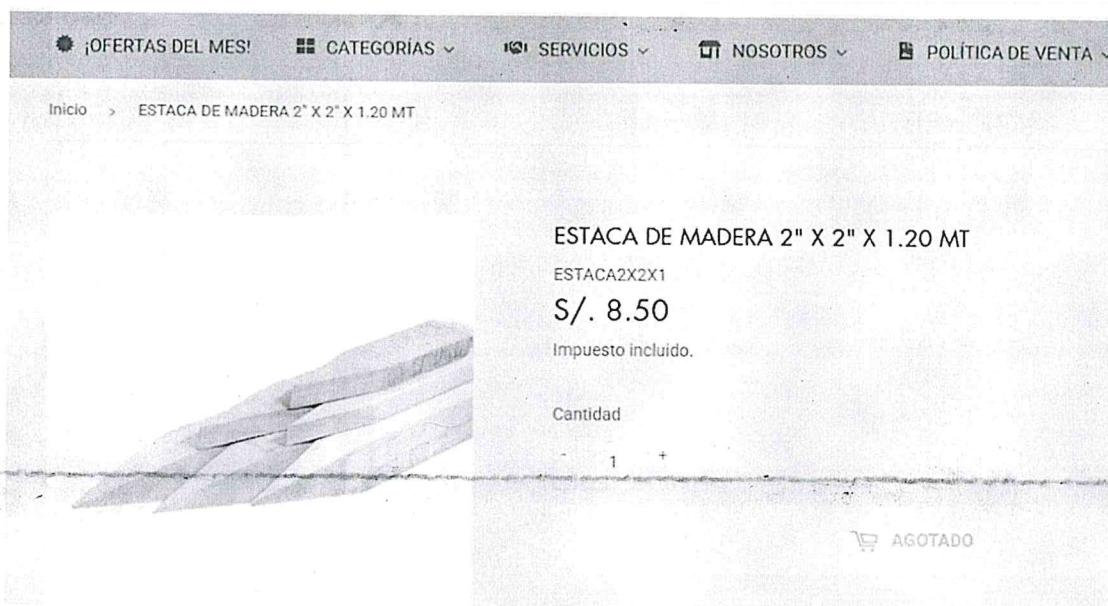 ¡OFERTAS DEL MES! CATEGORÍAS SERVICIOS NOSOTROS POLÍTICA DE VENTA
Inicio > ESTACA DE MADERA 2" X 2" X 1.20 MT
ESTACA DE MADERA 2" X 2" X 1.20 MT
ESTACA2X2X1
S/. 8.50
Impuesto incluido.
Cantidad
- 1 +
AGOTADO